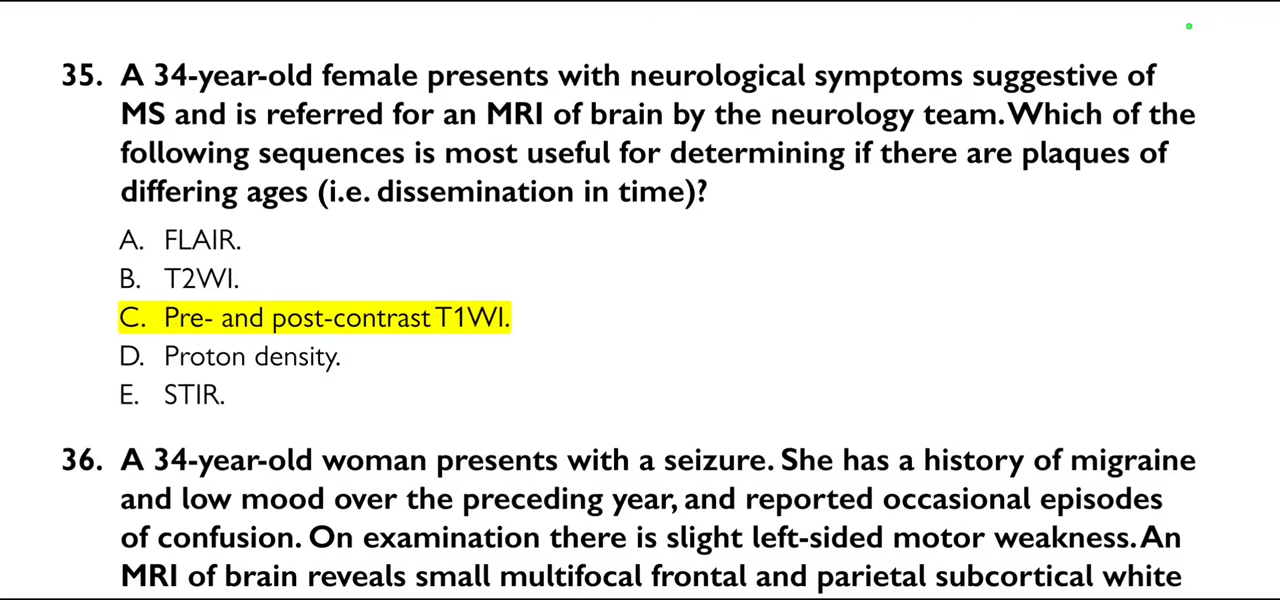 35. A 34-year-old female presents with neurological symptoms suggestive of
MS and is referred for an MRI of brain by the neurology team. Which of the
following sequences is most useful for determining if there are plaques of
differing ages (i.e. dissemination in time)?
A. FLAIR.
B. T2WI.
C. Pre- and post-contrast T1WI.
D. Proton density.
E. STIR.
36. A 34-year-old woman presents with a seizure. She has a history of migraine
and low mood over the preceding year, and reported occasional episodes
of confusion. On examination there is slight left-sided motor weakness. An
MRI of brain reveals small multifocal frontal and parietal subcortical white